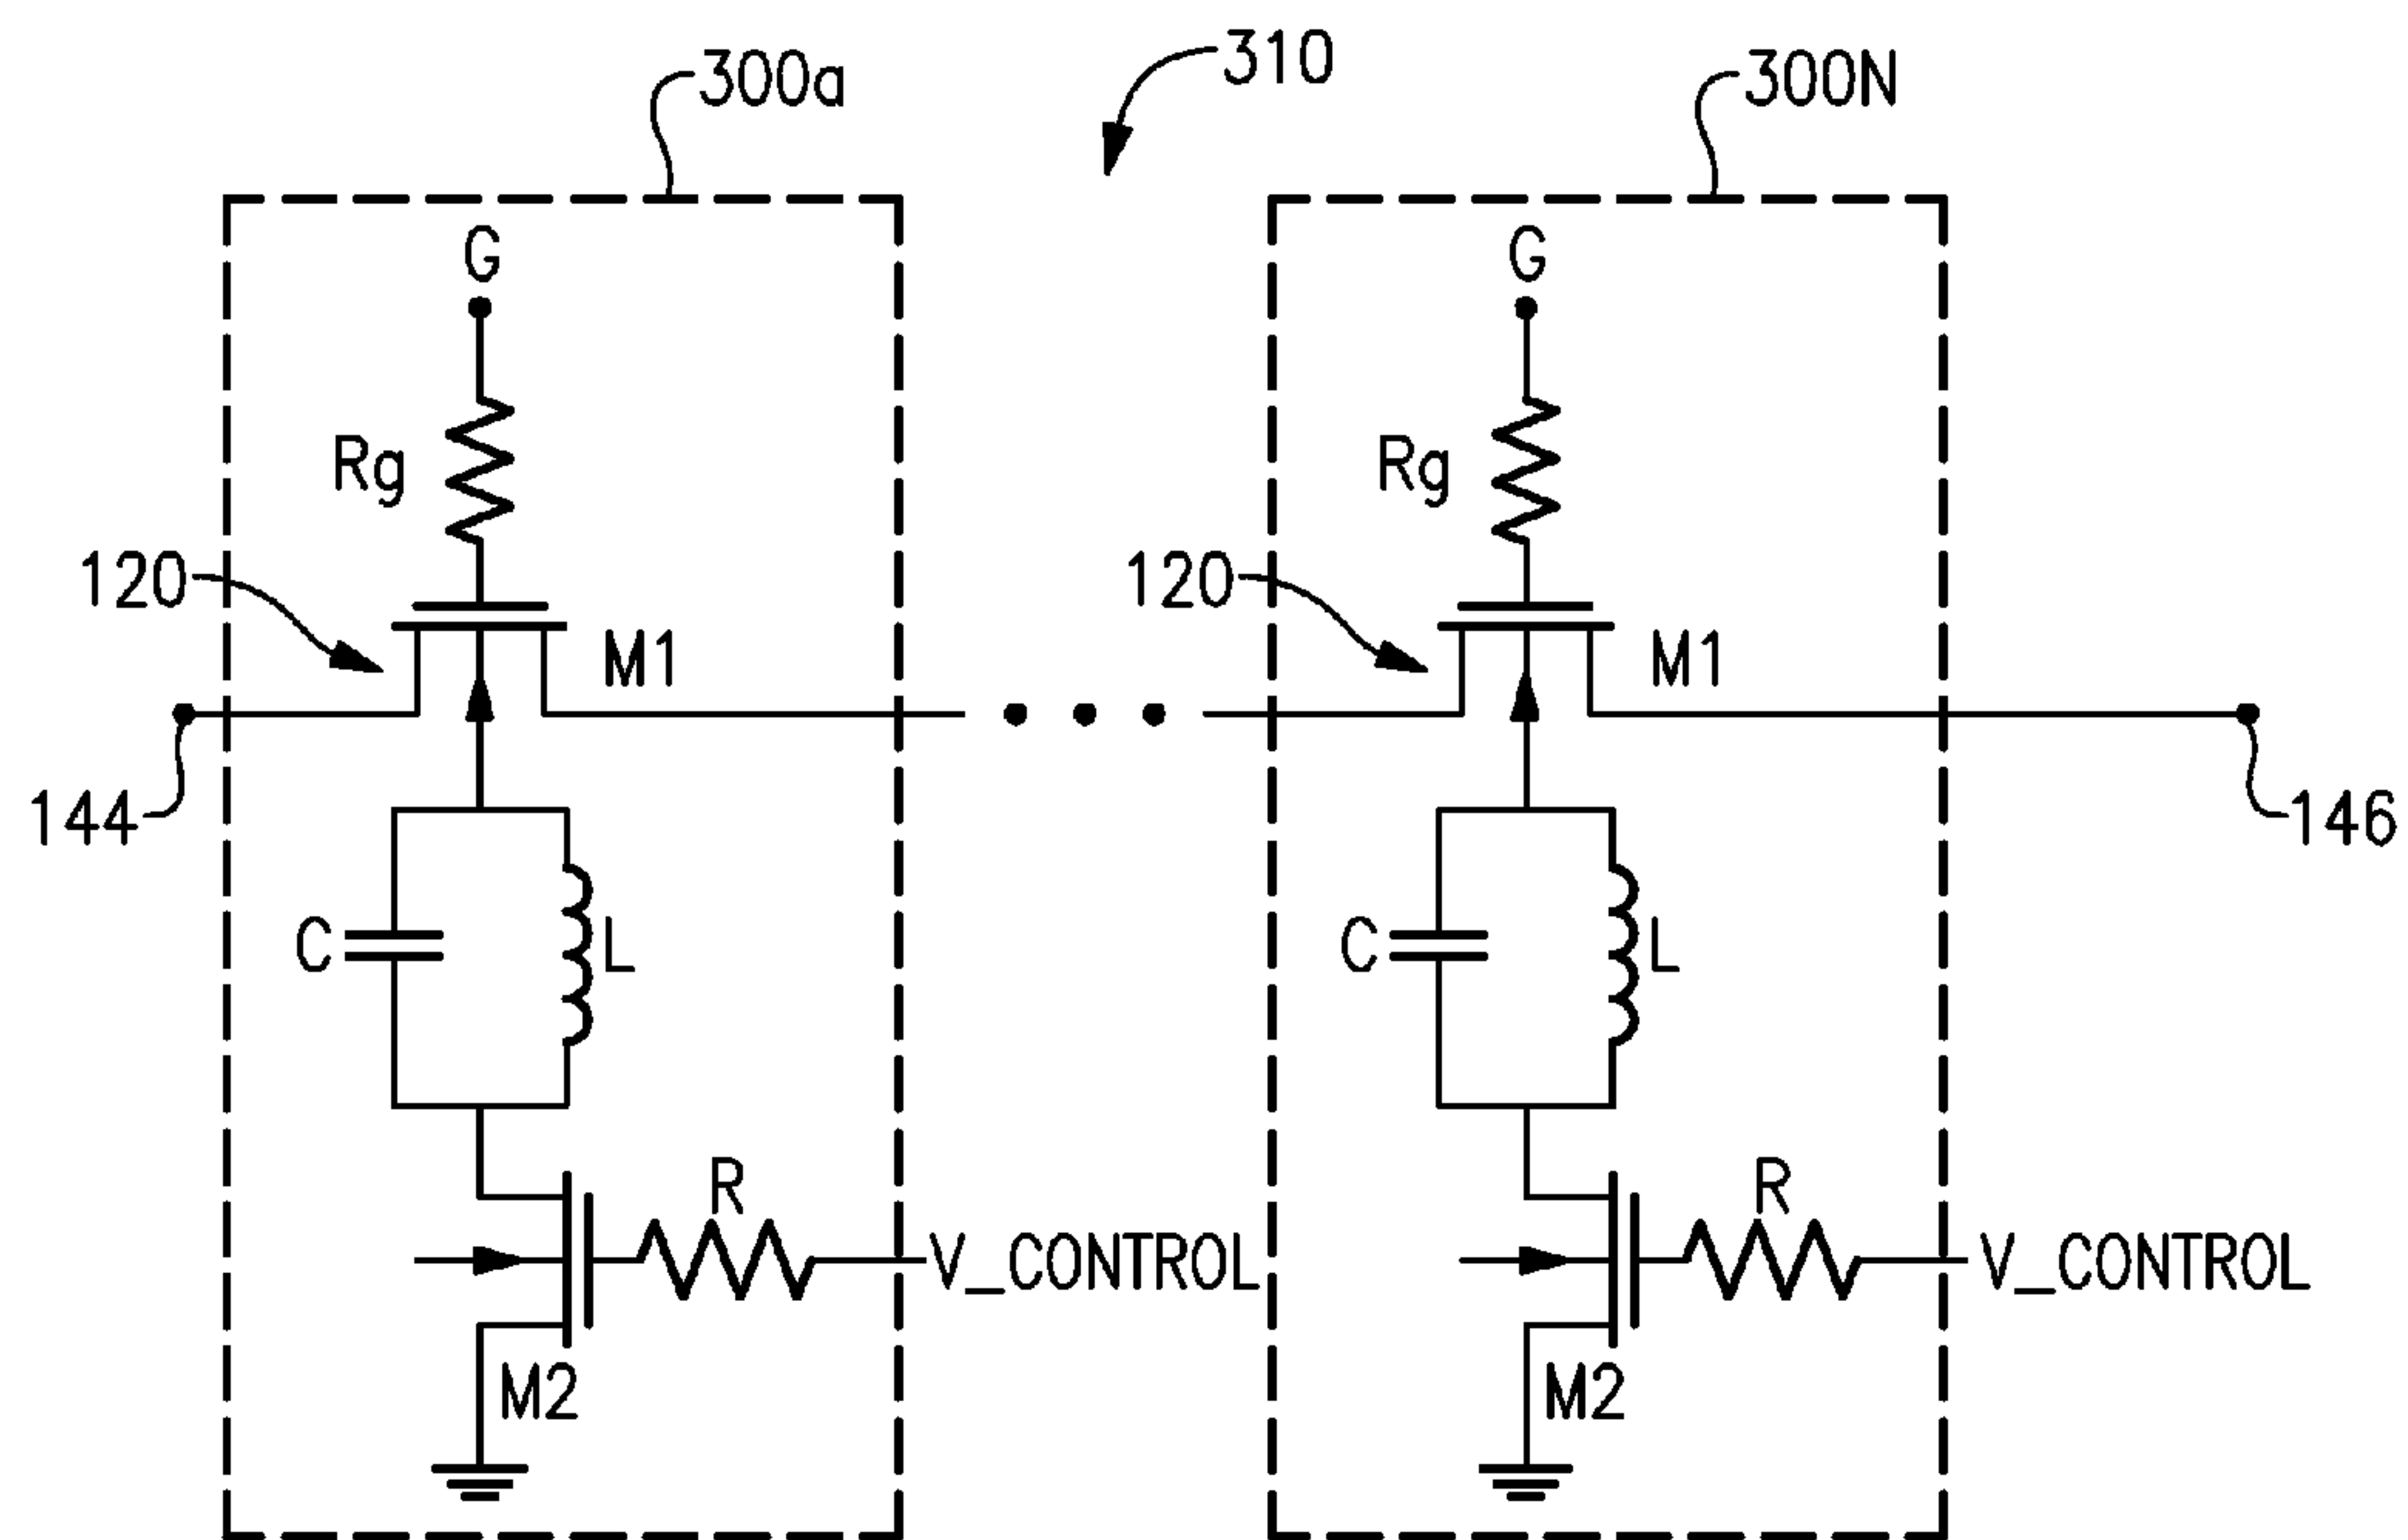 310
300a
300N
G
G
Rg
Rg
120
120
M1
M1
144
146
C
L
C
L
R
R
V_CONTROL
V_CONTROL
M2
M2